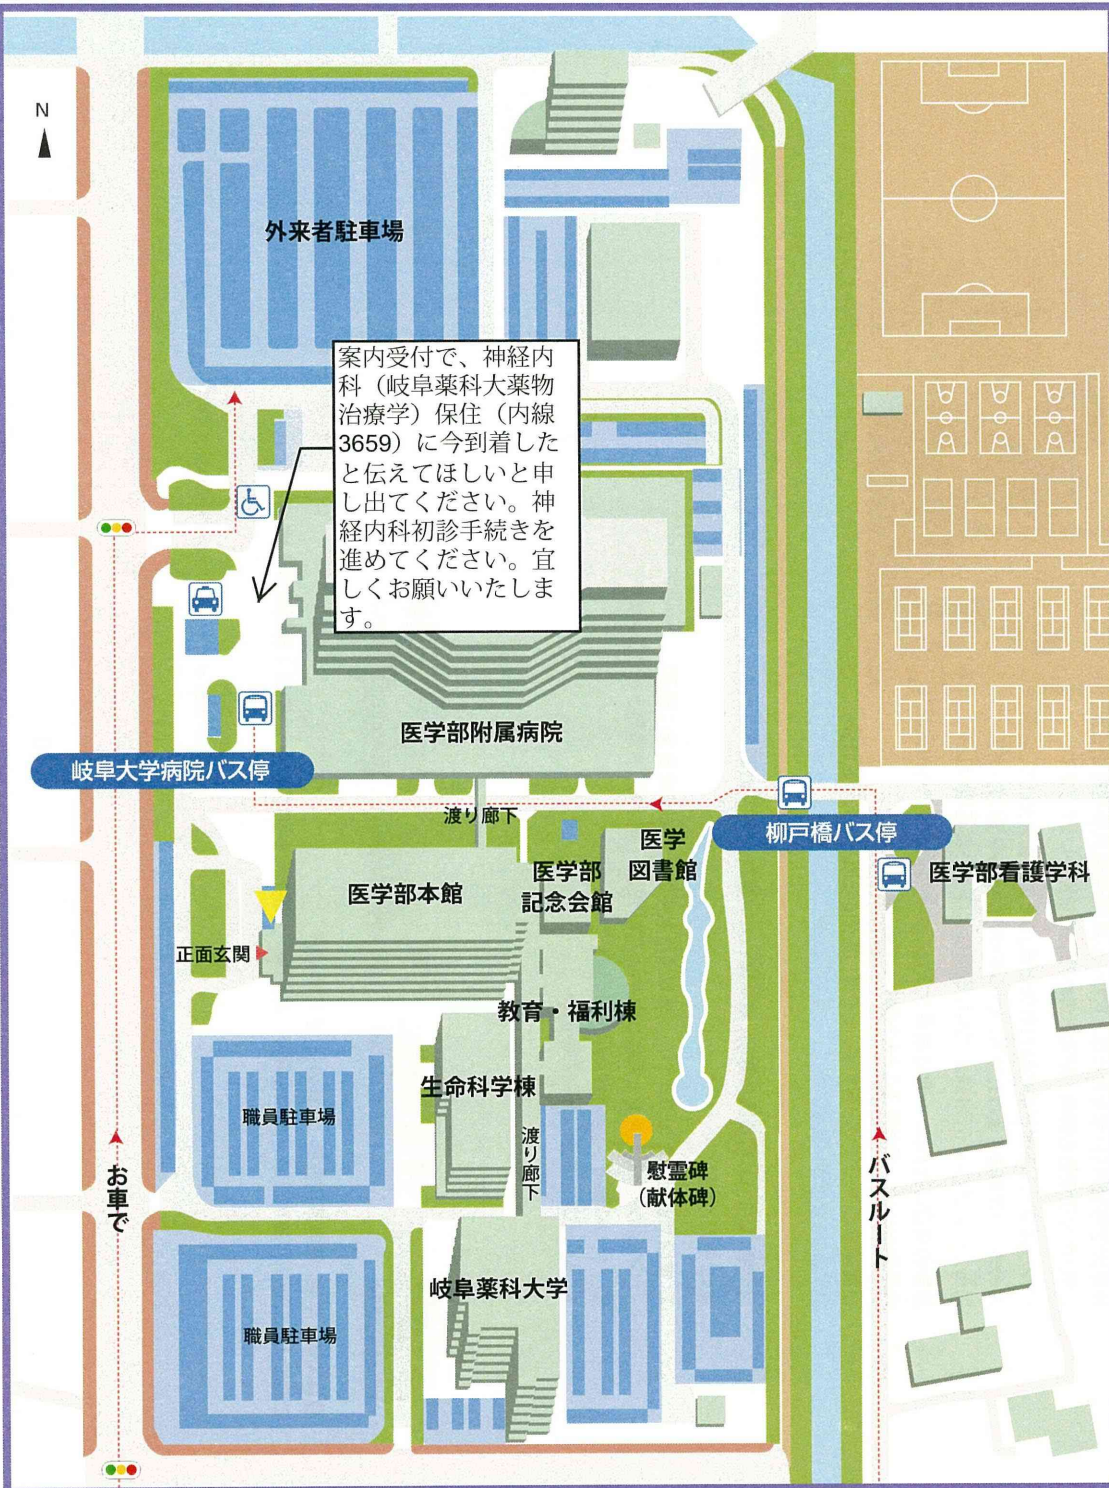 N
外来者駐車場
案内受付で、神経内
科（岐阜薬科大薬物
治療学）保住（内線
3659）に今到着した
と伝えてほしいと申
し出てください。神
経内科初診手続きを
進めてください。宜
しくお願いいたしま
す。
医学部附属病院
岐阜大学病院バス停
渡り廊下
柳戸橋バス停
医学
図書館
医学部
記念会館
医学部本館
医学部看護学科
正面玄関
教育・福利棟
生命科学棟
職員駐車場
渡り廊下
慰霊碑
（献体碑）
お車で
バスルート
岐阜薬科大学
職員駐車場